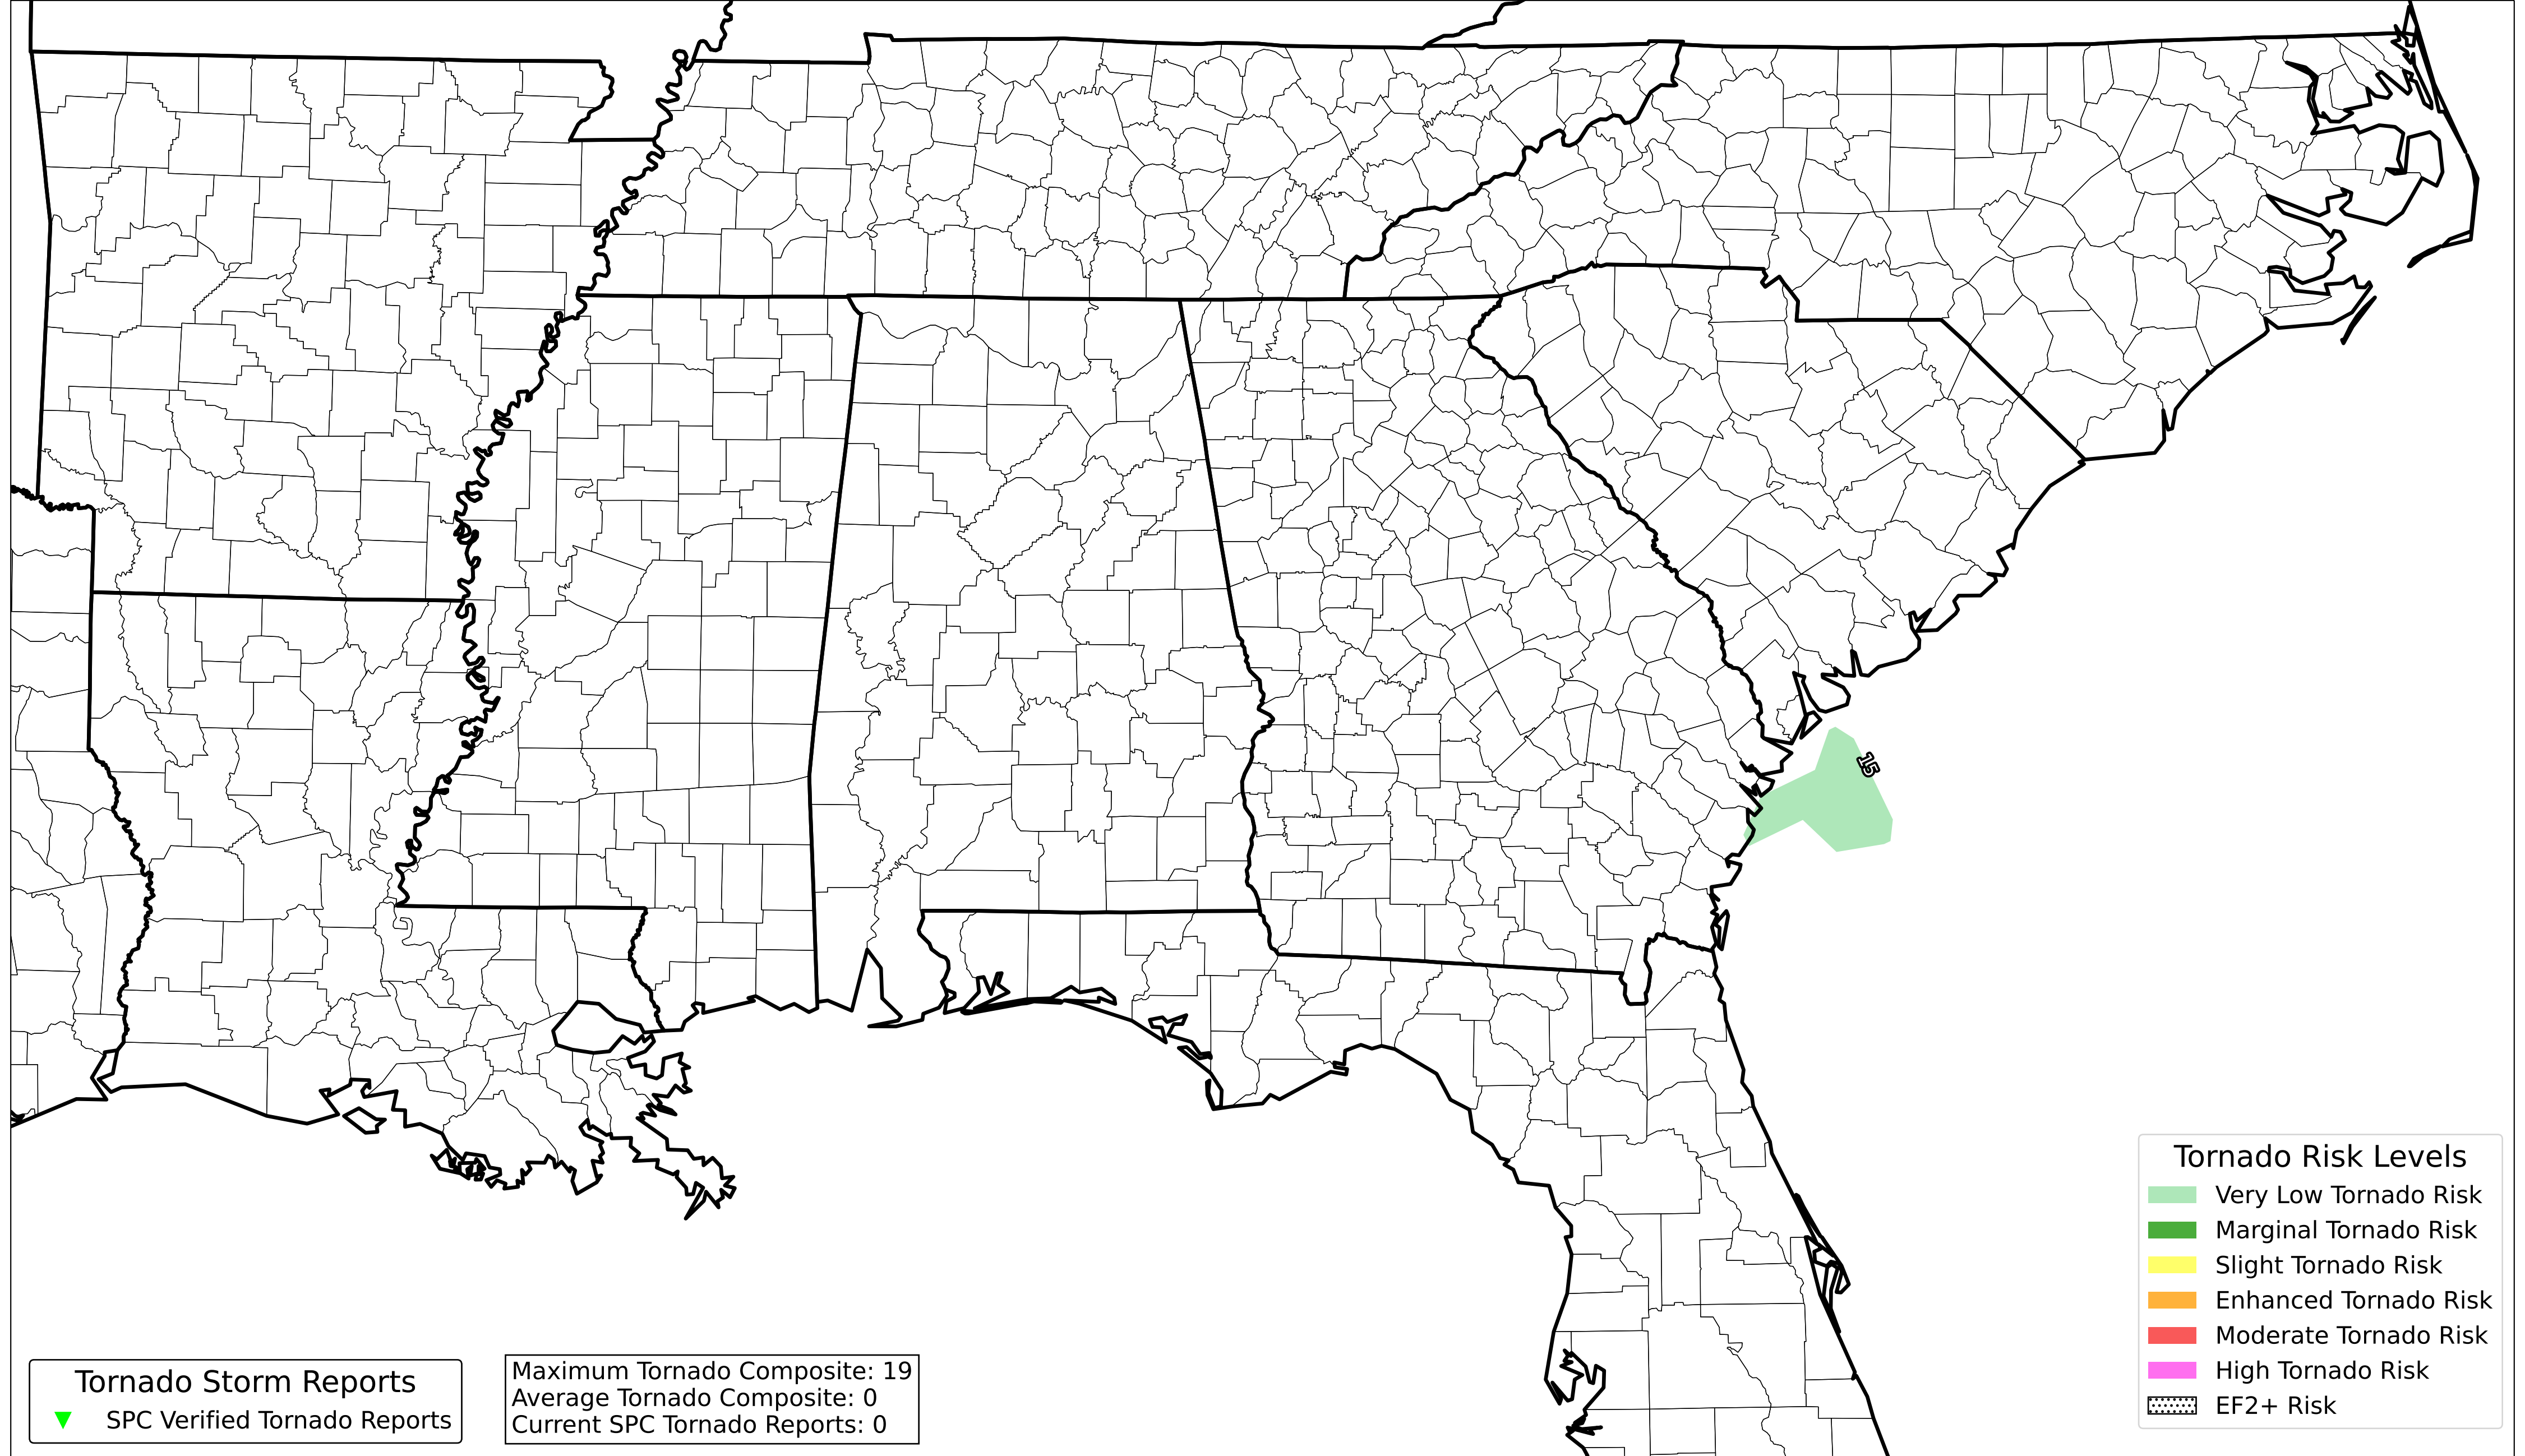 15
Tornado Risk Levels
Very Low Tornado Risk
Marginal Tornado Risk
Slight Tornado Risk
Enhanced Tornado Risk
Moderate Tornado Risk
High Tornado Risk
EF2+ Risk
Tornado Storm Reports
SPC Verified Tornado Reports
Maximum Tornado Composite: 19
Average Tornado Composite: 0
Current SPC Tornado Reports: 0